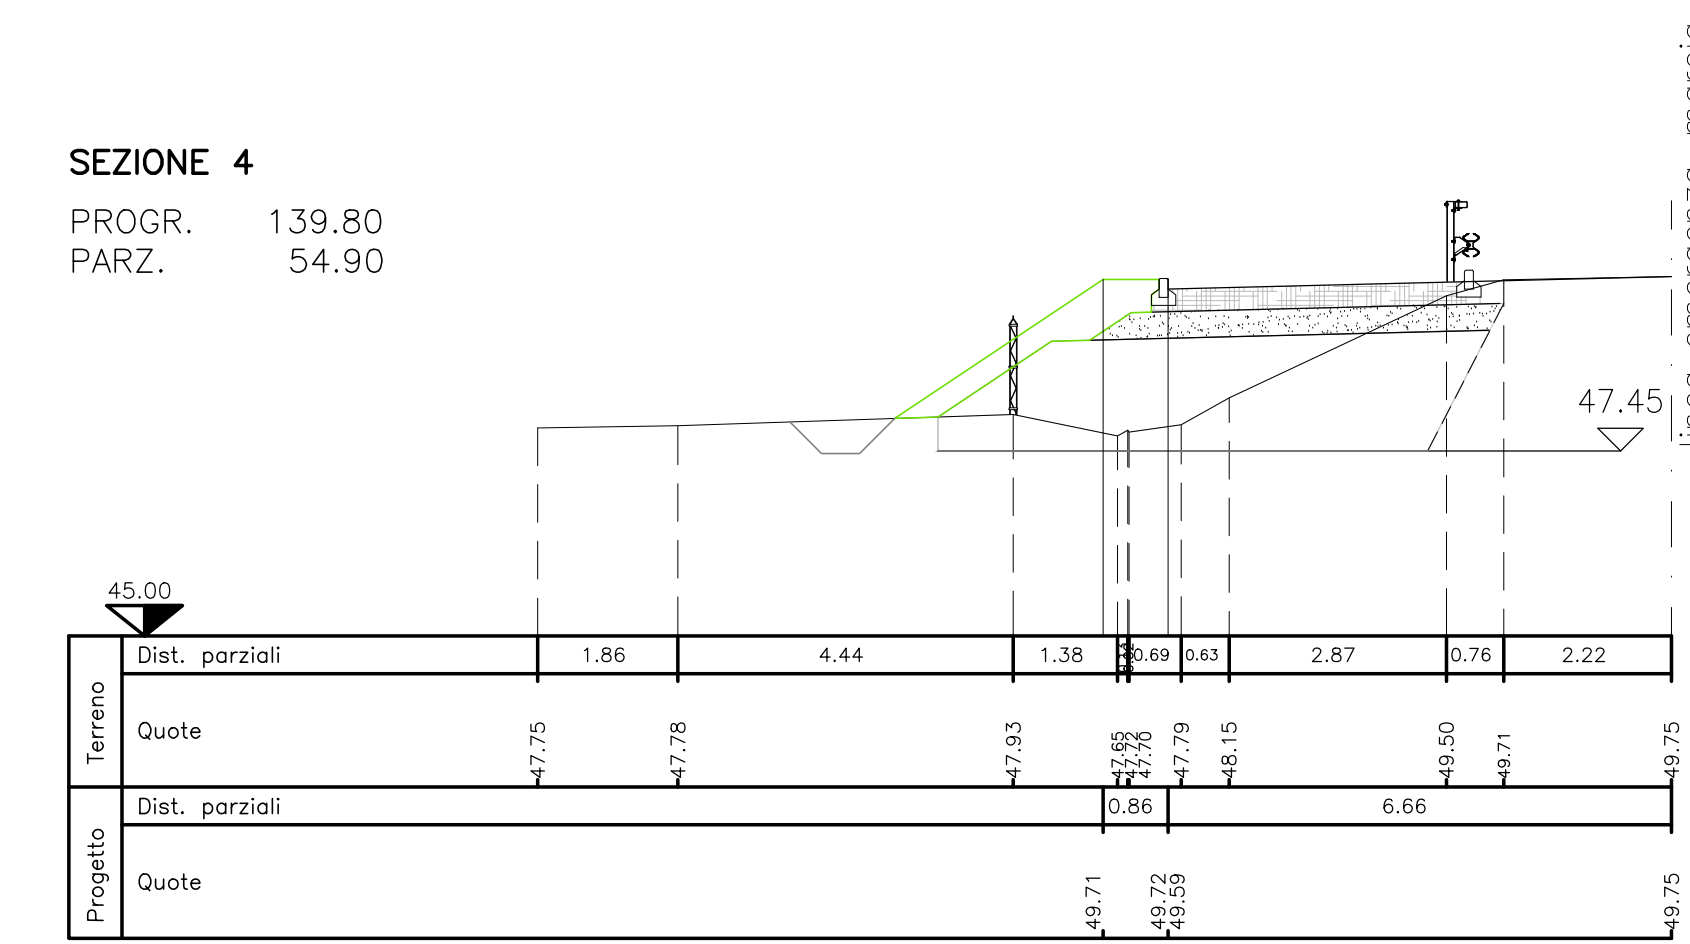 SEZIONE 4
PROGR. 139.80
PARZ. 54.90
47.45
45.00
Terreno
Dist. parziali 1.86 4.44 1.38 0.69 0.63 2.87 0.76 2.22
Quote 47.75 47.78 47.93 47.65 47.72 47.70 47.79 48.15 49.50 49.71 49.75
Progetto
Dist. parziali 0.86 6.66
Quote 49.71 49.72 49.59 49.75